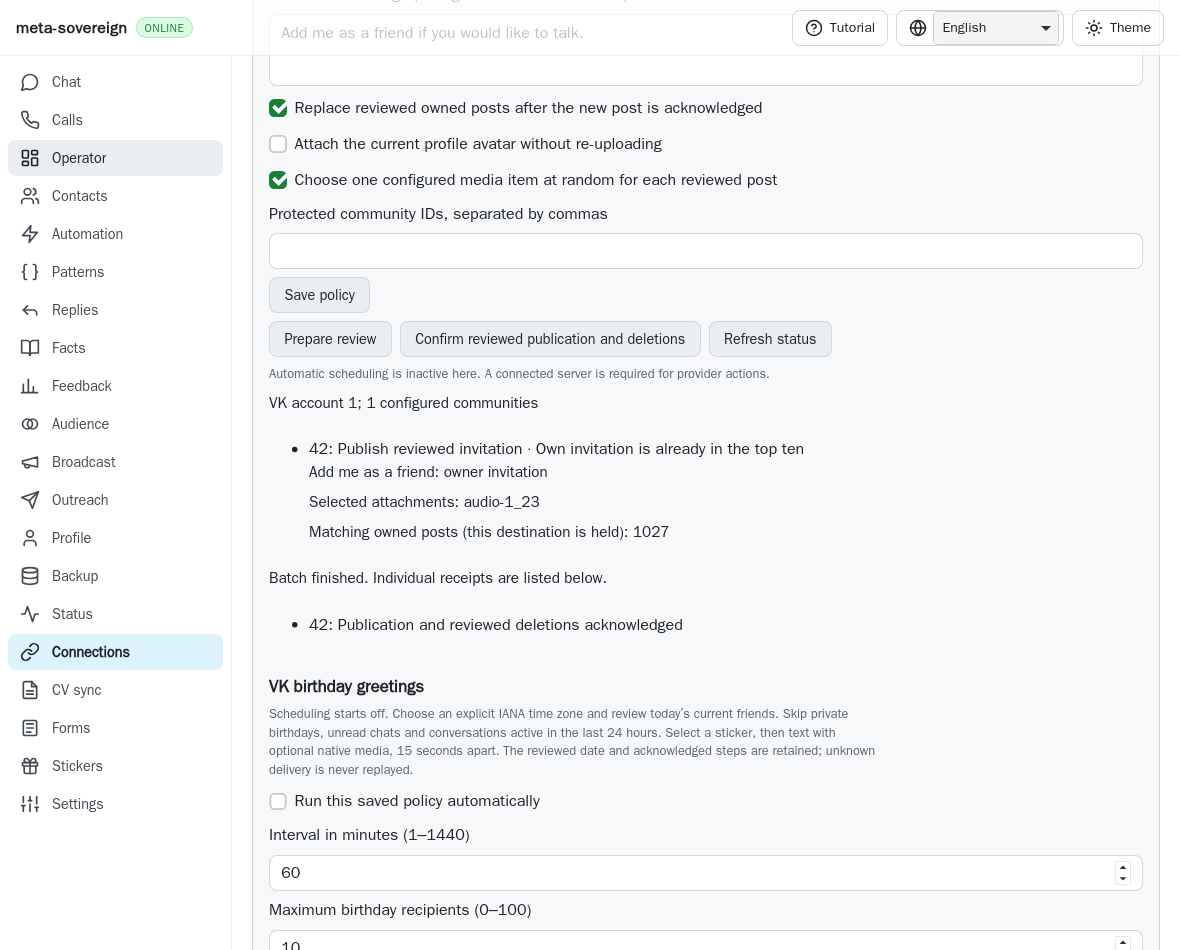 meta-sovereign
ONLINE
Tutorial
English
Theme
Chat
Calls
Operator
Contacts
Automation
Patterns
Replies
Facts
Feedback
Audience
Broadcast
Outreach
Profile
Backup
Status
Connections
CV sync
Forms
Stickers
Settings
Add me as a friend if you would like to talk.
Replace reviewed owned posts after the new post is acknowledged
Attach the current profile avatar without re-uploading
Choose one configured media item at random for each reviewed post
Protected community IDs, separated by commas
Save policy
Prepare review
Confirm reviewed publication and deletions
Refresh status
Automatic scheduling is inactive here. A connected server is required for provider actions.
VK account 1; 1 configured communities
42: Publish reviewed invitation · Own invitation is already in the top ten
Add me as a friend: owner invitation
Selected attachments: audio-1_23
Matching owned posts (this destination is held): 1027
Batch finished. Individual receipts are listed below.
42: Publication and reviewed deletions acknowledged
VK birthday greetings
Scheduling starts off. Choose an explicit IANA time zone and review today's current friends. Skip private
birthdays, unread chats and conversations active in the last 24 hours. Select a sticker, then text with
optional native media, 15 seconds apart. The reviewed date and acknowledged steps are retained; unknown
delivery is never replayed.
Run this saved policy automatically
Interval in minutes (1–1440)
60
Maximum birthday recipients (0–100)
10